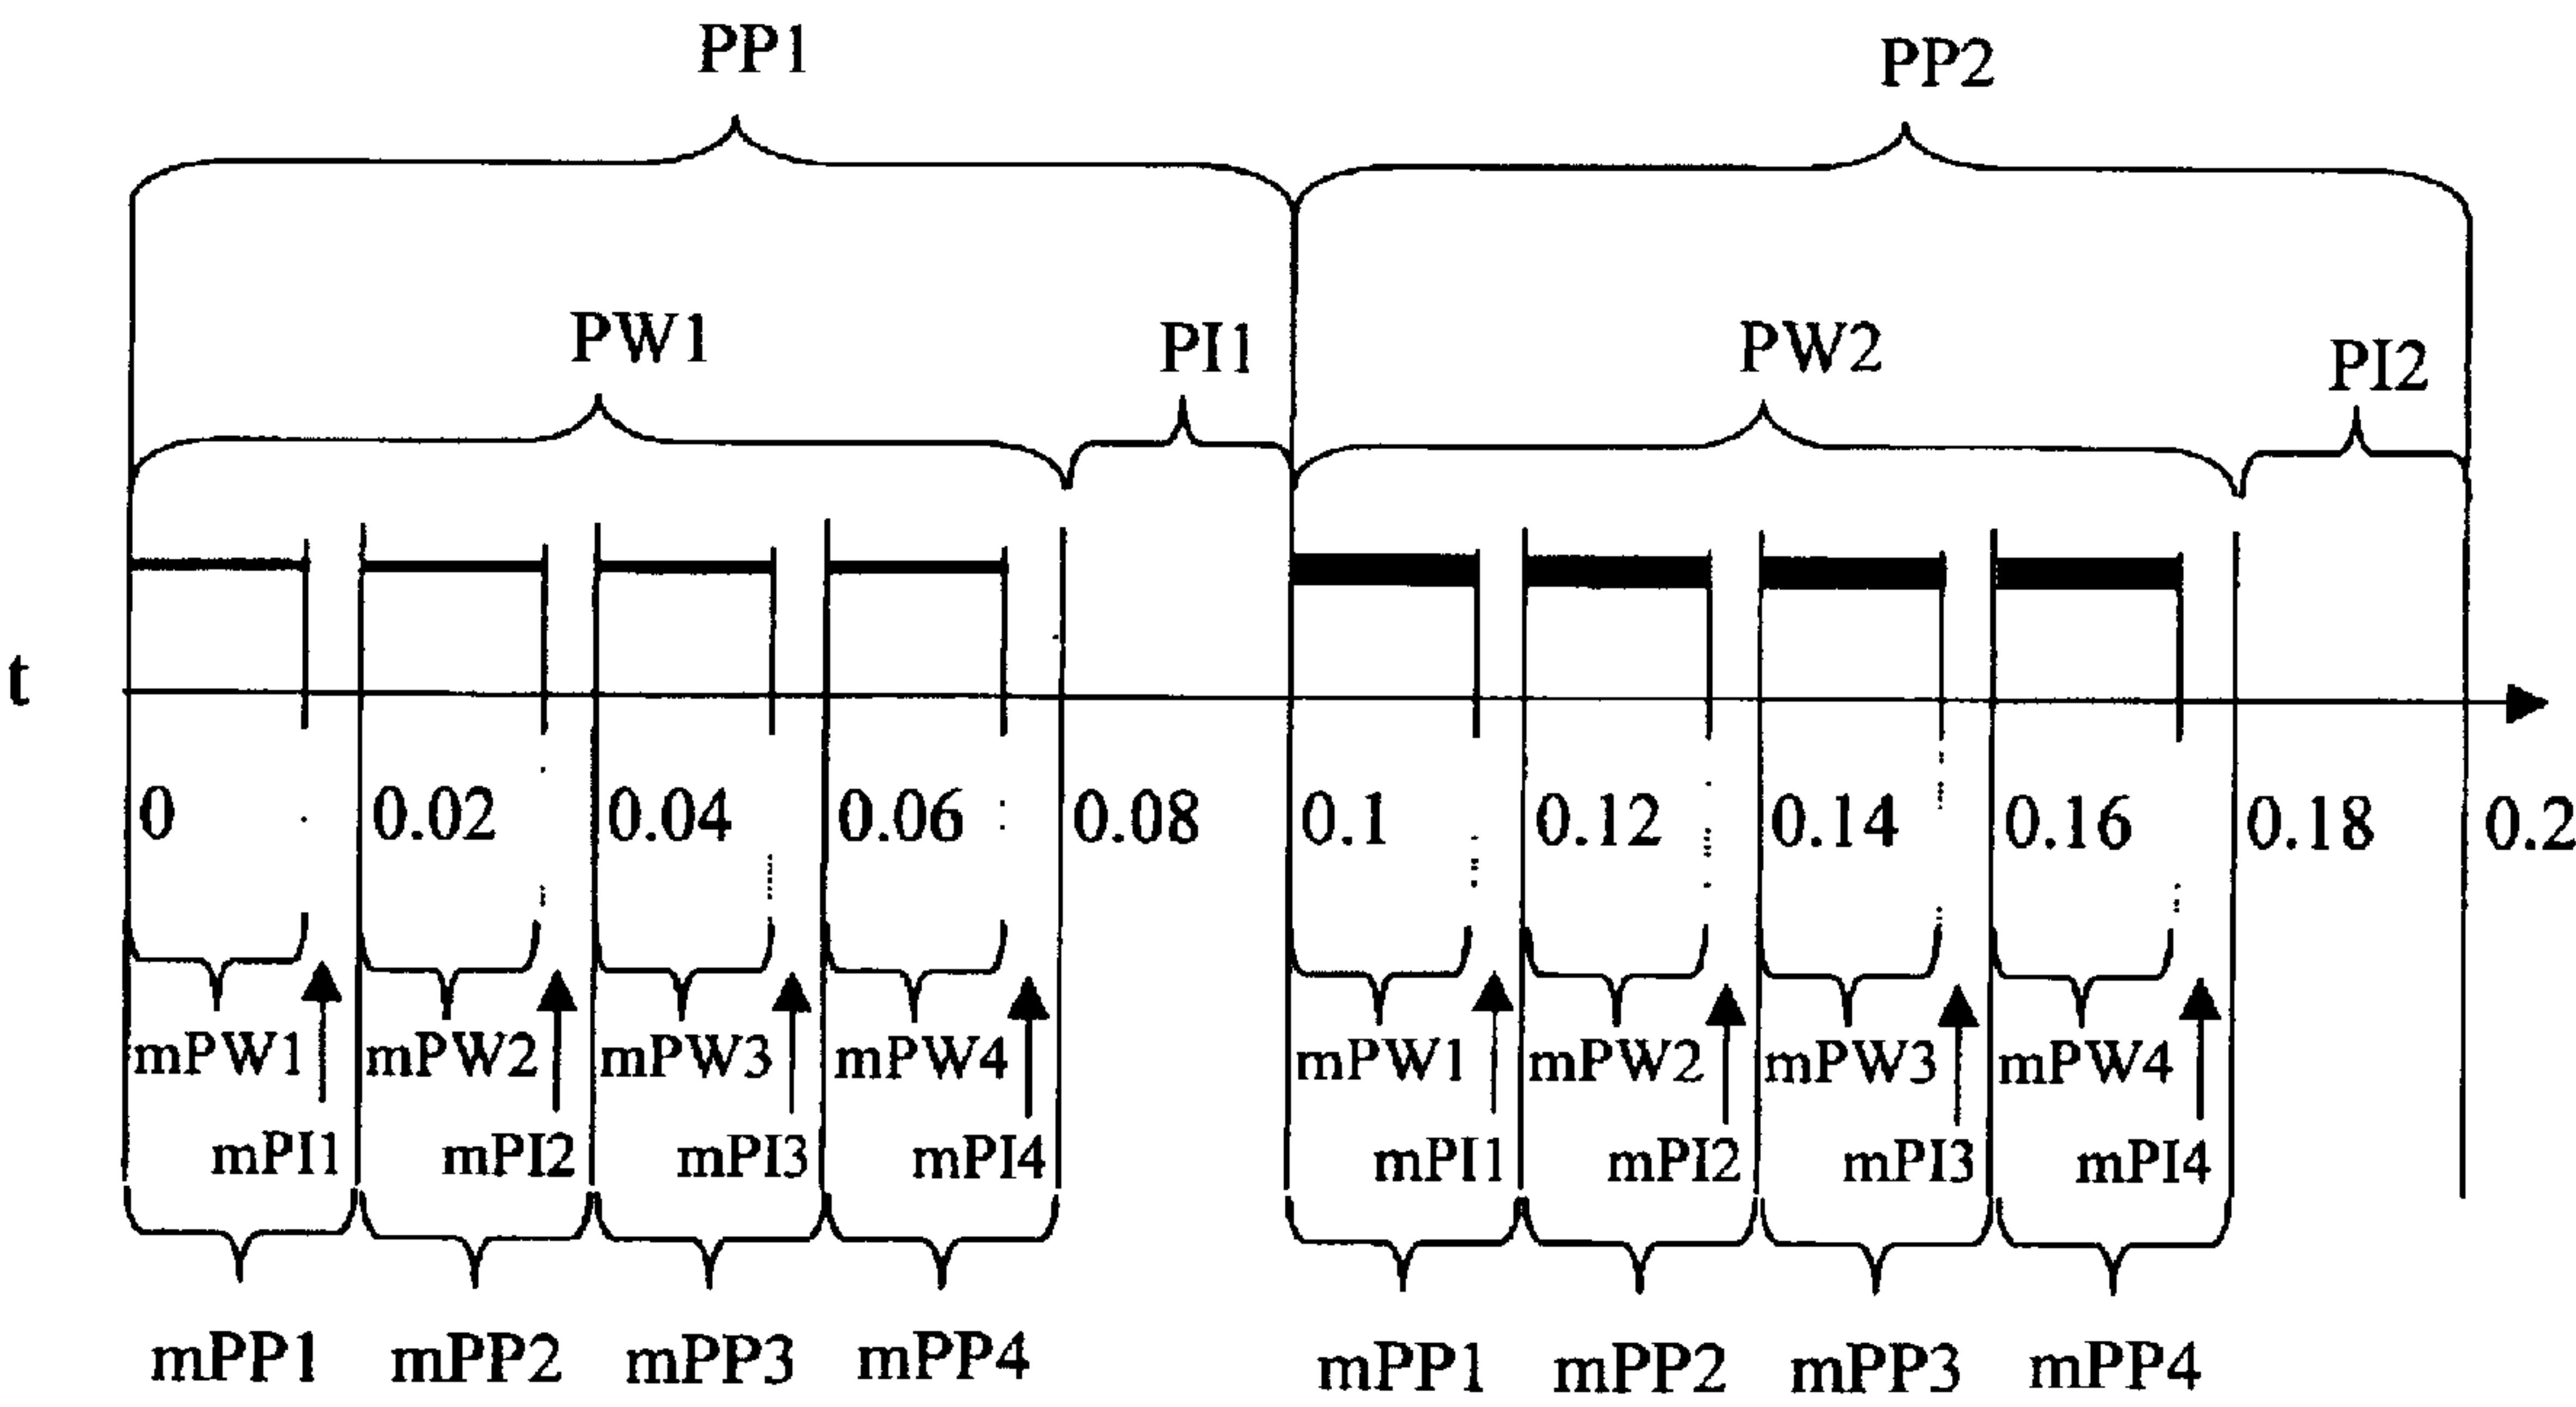 PP1 PP2
PW1 PI1 PW2 PI2
t
0 0.02 0.04 0.06 0.08 0.1 0.12 0.14 0.16 0.18 0.2
mPW1 mPW2 mPW3 mPW4 mPW1 mPW2 mPW3 mPW4
mPI1 mPI2 mPI3 mPI4 mPI1 mPI2 mPI3 mPI4
mPP1 mPP2 mPP3 mPP4 mPP1 mPP2 mPP3 mPP4